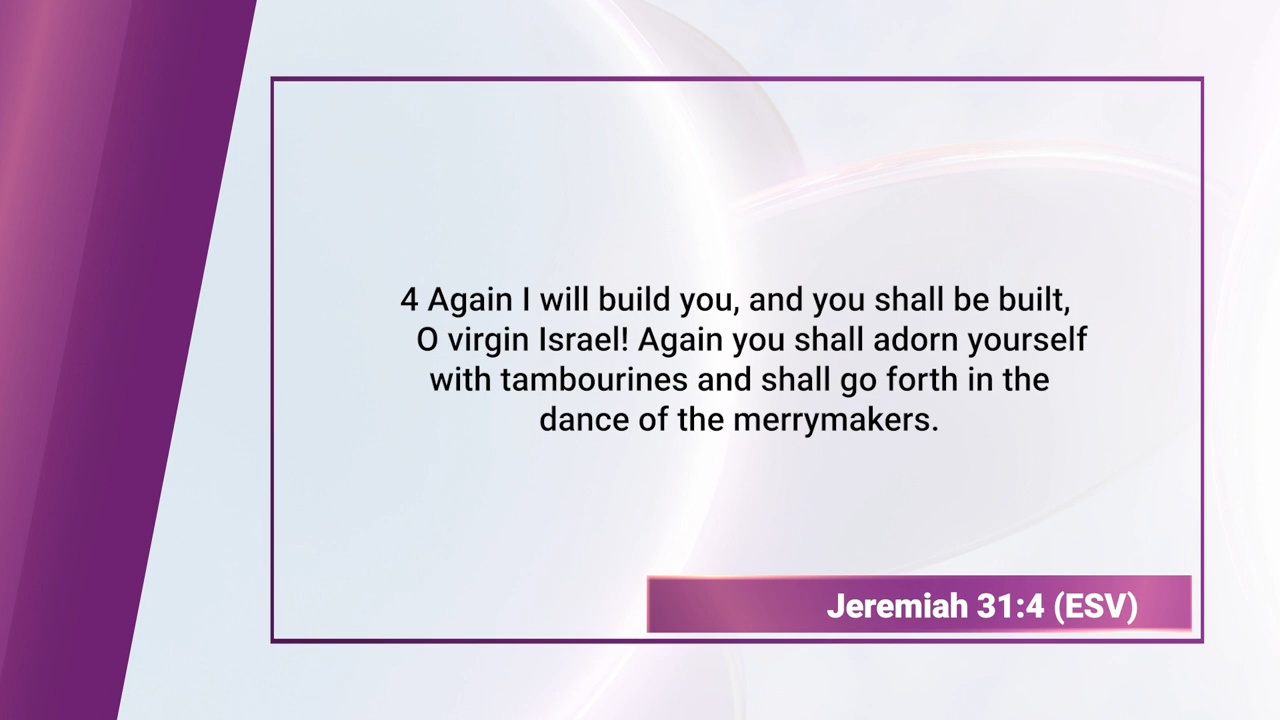 4 Again I will build you, and you shall be built,
O virgin Israel! Again you shall adorn yourself
with tambourines and shall go forth in the
dance of the merrymakers.
Jeremiah 31:4 (ESV)